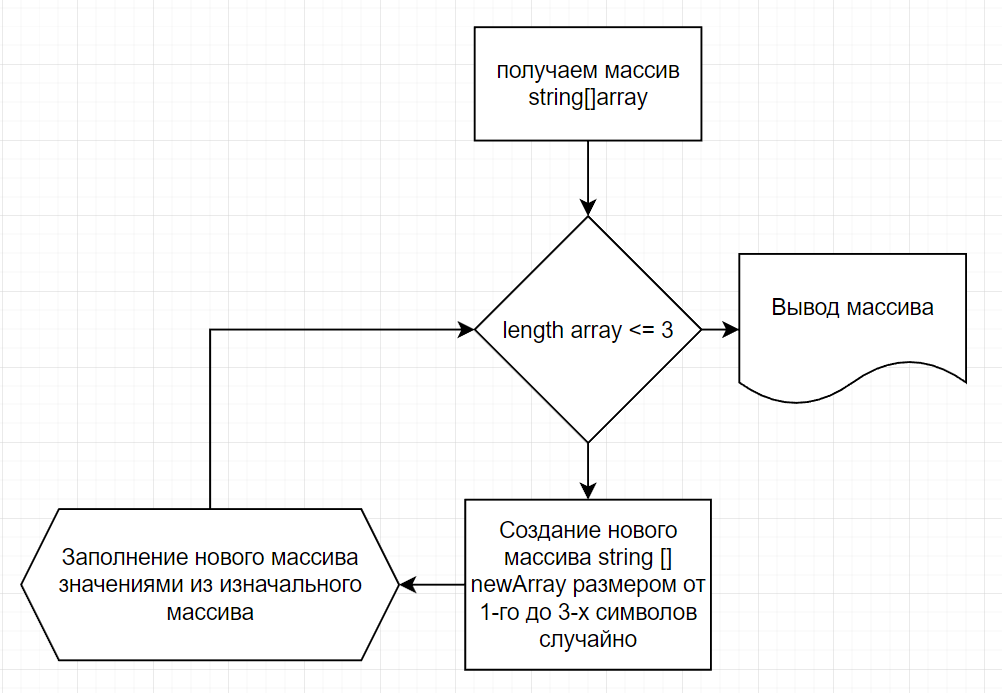 получаем массив
string[]array
length array <= 3
Вывод массива
Создание нового
массива string []
newArray размером от
1-го до 3-х символов
случайно
Заполнение нового массива
значениями из изначального
массива